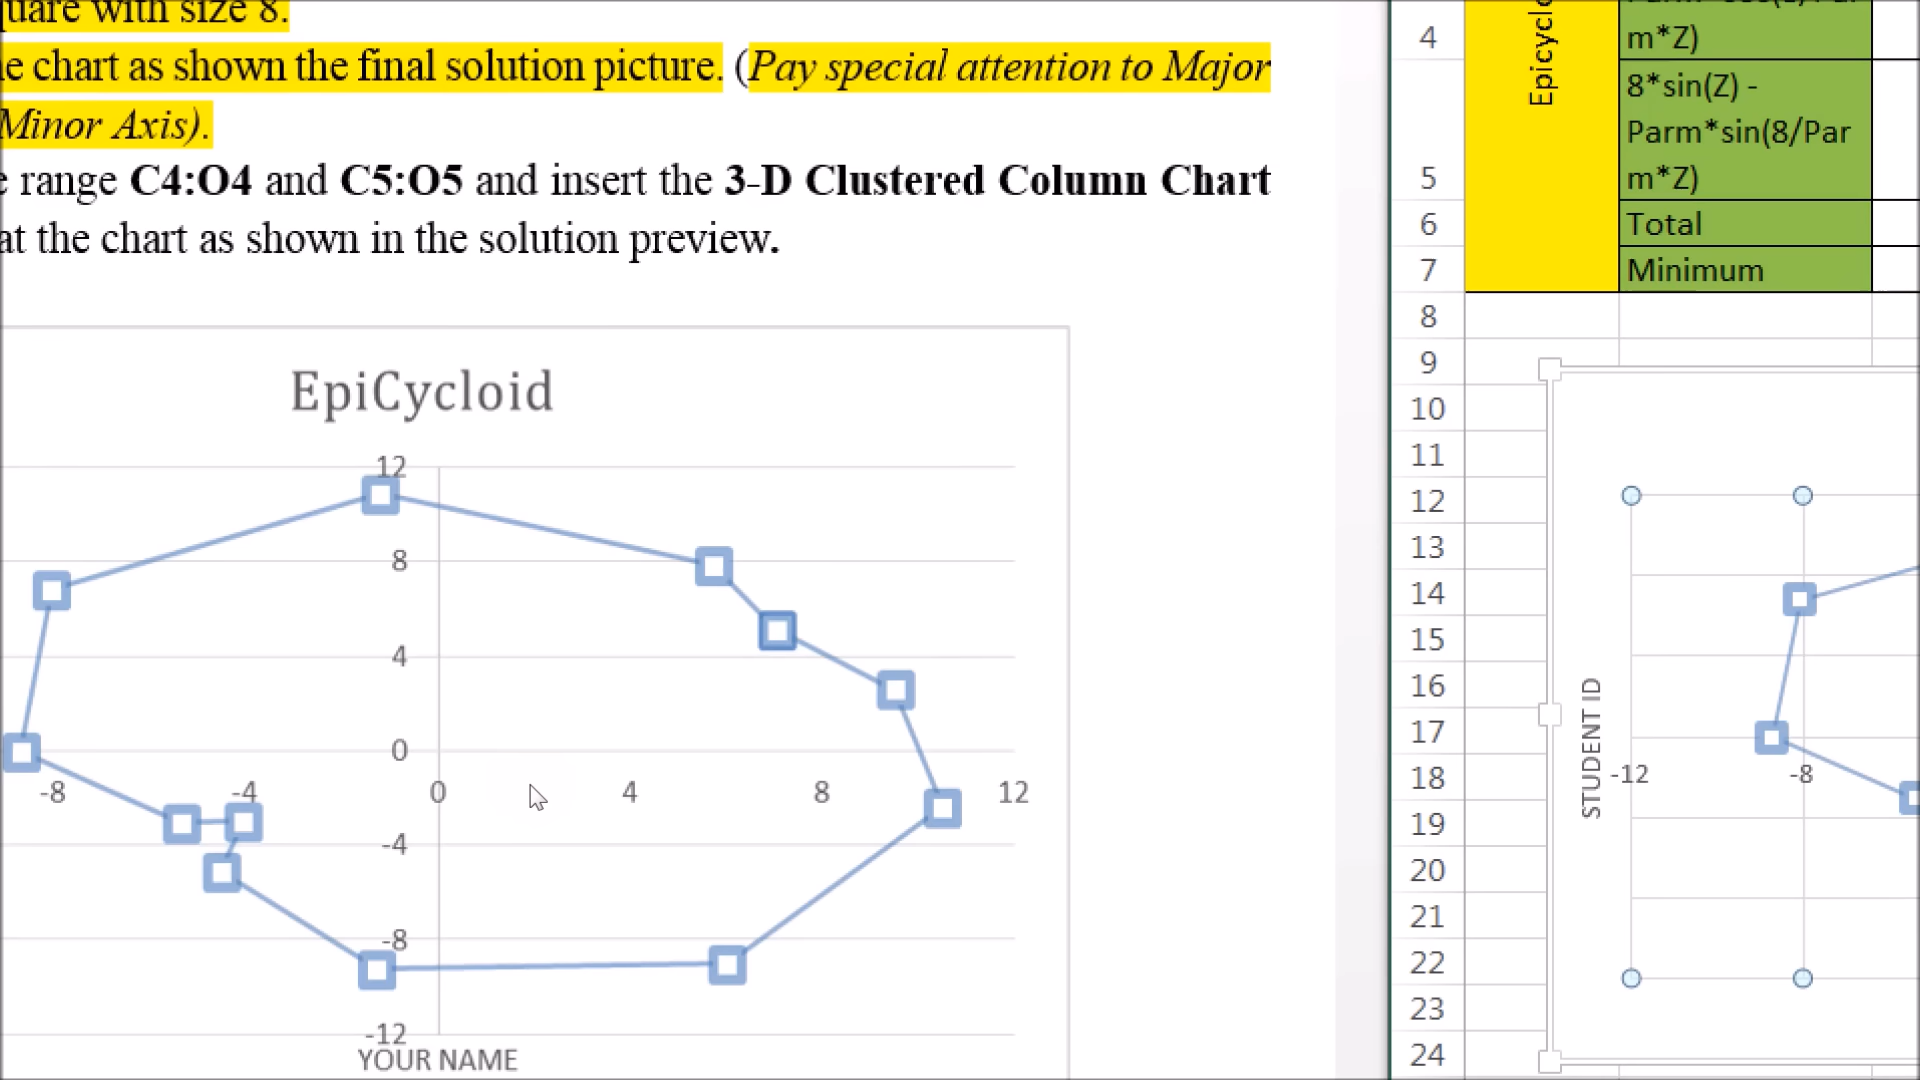 uare with size 8.
e chart as shown the final solution picture. (Pay special attention to Major
Minor Axis).
e range C4:O4 and C5:O5 and insert the 3-D Clustered Column Chart
at the chart as shown in the solution preview.
EpiCycloid
12
8
4
0
-8
-4
0
4
8
12
-4
-8
-12
YOUR NAME
4
5
6
7
8
9
10
11
12
13
14
15
16
17
18
19
20
21
22
23
24
Epicyclo
m*Z)
8*sin(Z) -
Parm*sin(8/Par
m*Z)
Total
Minimum
STUDENT ID
-12
-8